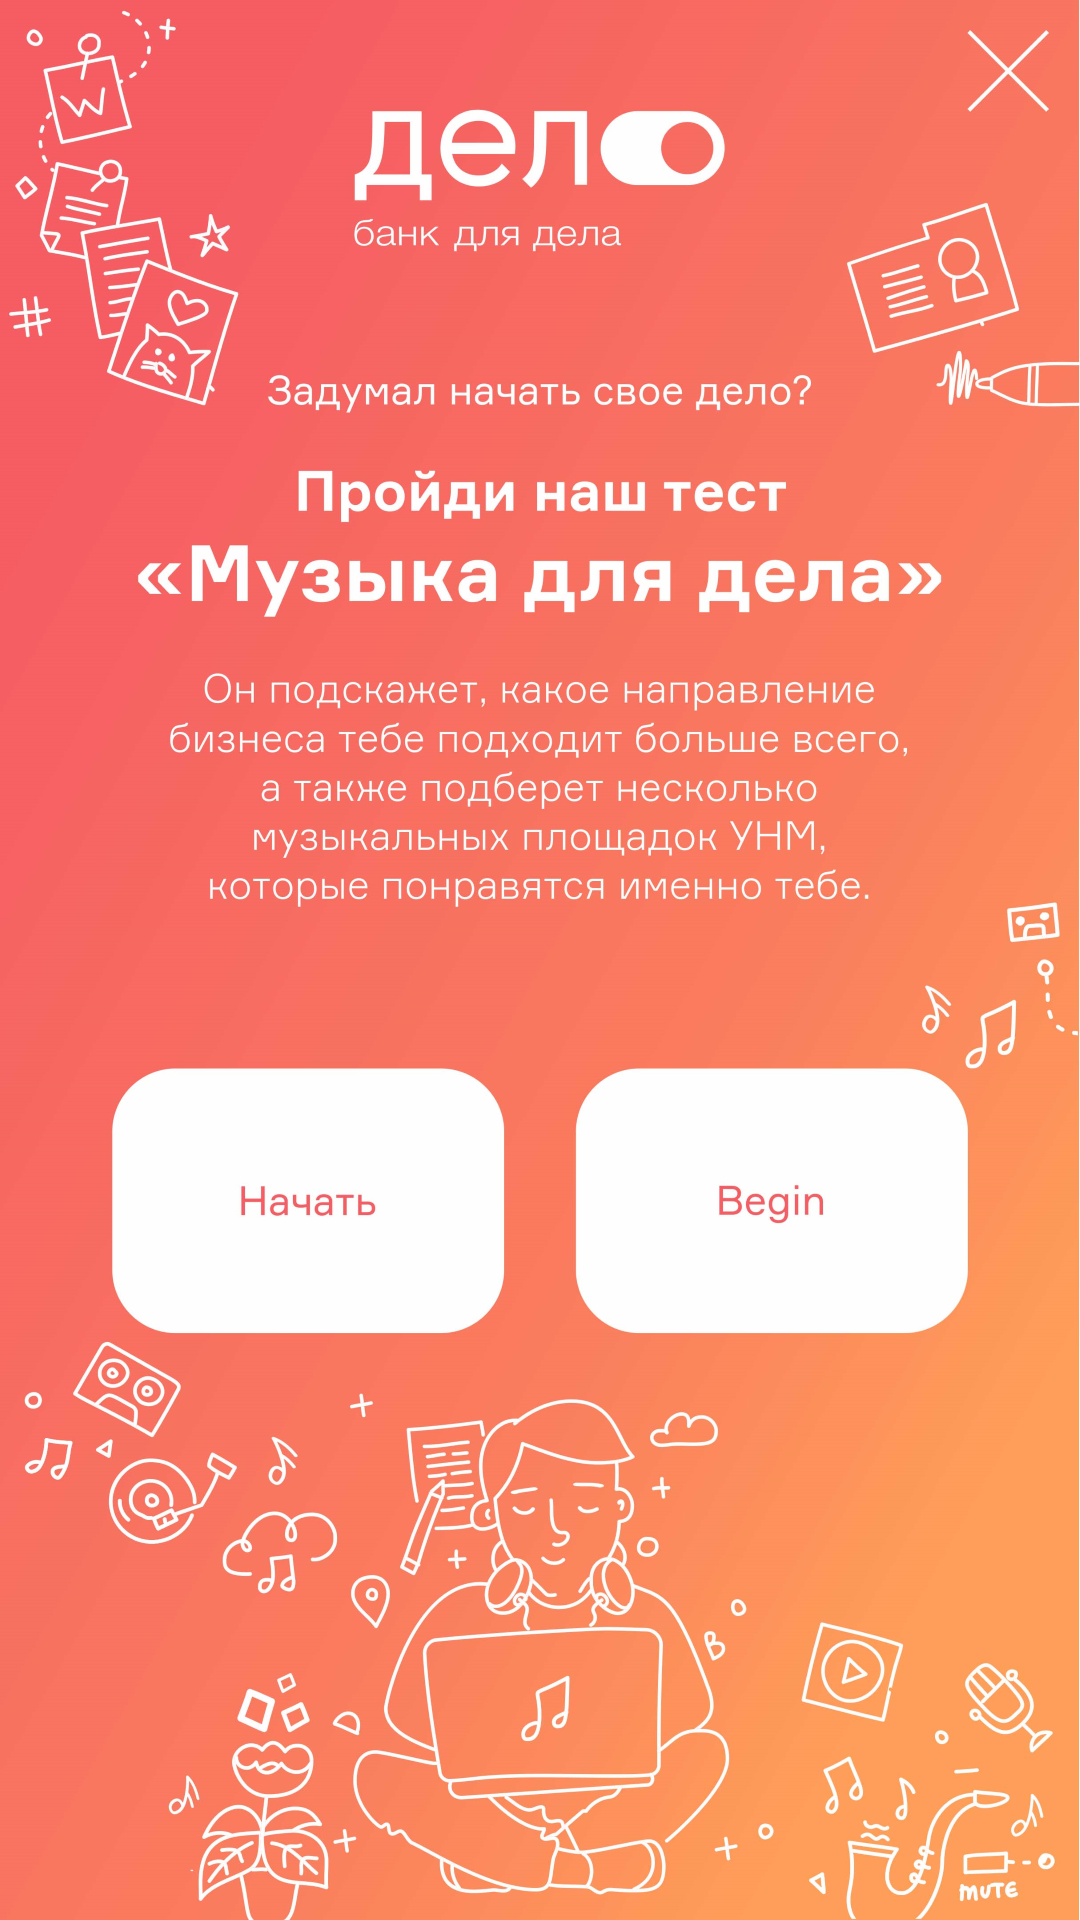 W
дело
банк для дела
#
Задумал начать свое дело?
Пройди наш тест
«Музыка для дела»
Он подскажет, какое направление
бизнеса тебе подходит больше всего,
а также подберет несколько
музыкальных площадок УНМ,
которые понравятся именно тебе.
Начать
Begin
B
MUTE